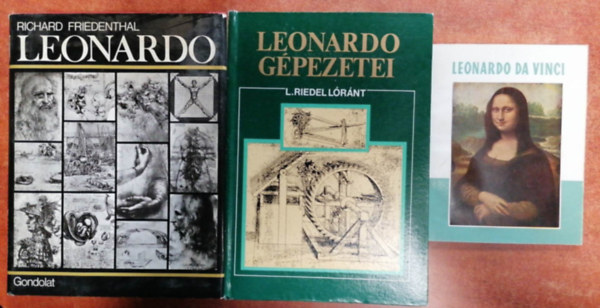 RICHARD FRIEDENTHAL
LEONARDO
Gondolat
LEONARDO
GÉPEZETEI
L. RIEDEL LÓRÁNT
LEONARDO DA VINCI